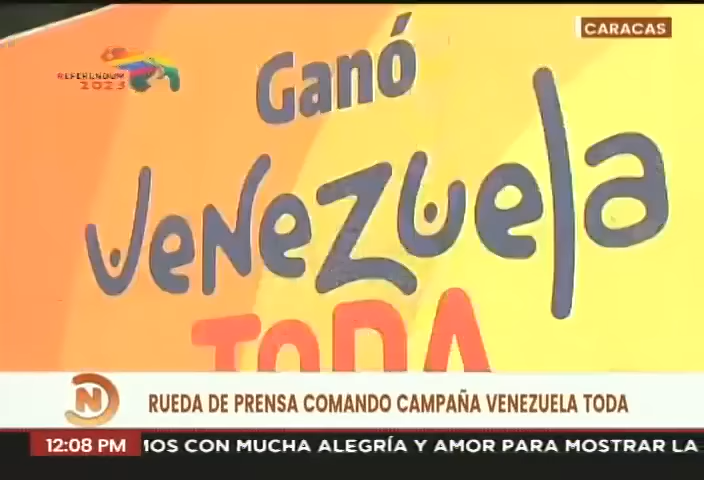 CARACAS
REFERENDUM
2023
Ganó
Venezuela
TODA
N
RUEDA DE PRENSA COMANDO CAMPAÑA VENEZUELA TODA
12:08 PM
MOS CON MUCHA ALEGRÍA Y AMOR PARA MOSTRAR LA